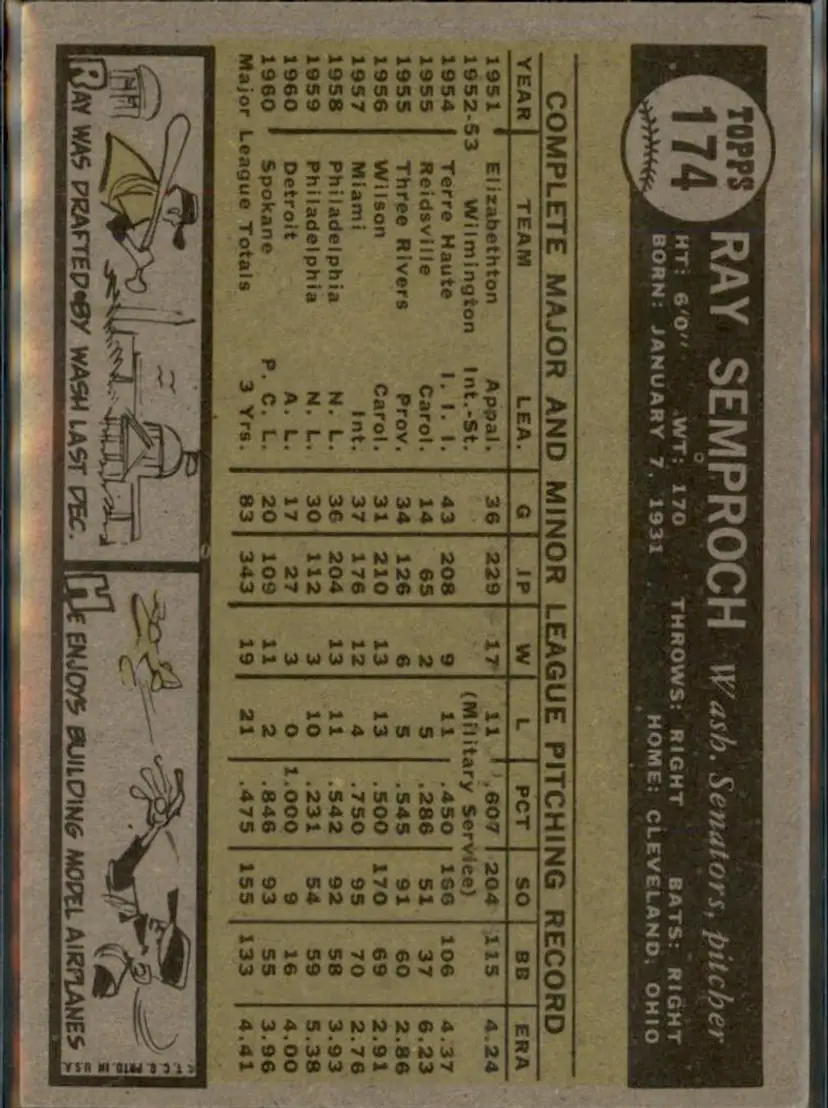 TOPPS
174
RAY SEMPROCH Wash. Senators, pitcher
HT: 6'0" WT: 170 THROWS: RIGHT BATS: RIGHT
BORN: JANUARY 7, 1931 HOME: CLEVELAND, OHIO
COMPLETE MAJOR AND MINOR LEAGUE PITCHING RECORD
YEAR TEAM LEA. G IP W L PCT SO BB ERA
1951 Elizabethton Appal. 36 229 17 11 .607 204 115 4.24
1952-53 Wilmington Int.-St. (Military Service)
1954 Terre Haute I. I. I. 43 208 9 11 .450 166 106 4.37
1955 Reidsville Carol. 14 65 2 5 .286 51 37 6.23
1955 Three Rivers Prov. 34 126 6 5 .545 91 60 2.86
1956 Wilson Carol. 31 210 13 13 .500 170 69 2.91
1957 Miami Int. 37 176 12 4 .750 95 70 2.76
1958 Philadelphia N. L. 36 204 13 11 .542 92 58 3.93
1959 Philadelphia N. L. 30 112 3 10 .231 54 59 5.38
1960 Detroit A. L. 17 27 3 0 1.000 9 16 4.00
1960 Spokane P. C. L. 20 109 11 2 .846 93 55 3.96
Major League Totals 3 Yrs. 83 343 19 21 .475 155 133 4.41
RAY WAS DRAFTED BY WASH LAST DEC.
HE ENJOYS BUILDING MODEL AIRPLANES
© T. C. G. PRTD. IN U.S.A.